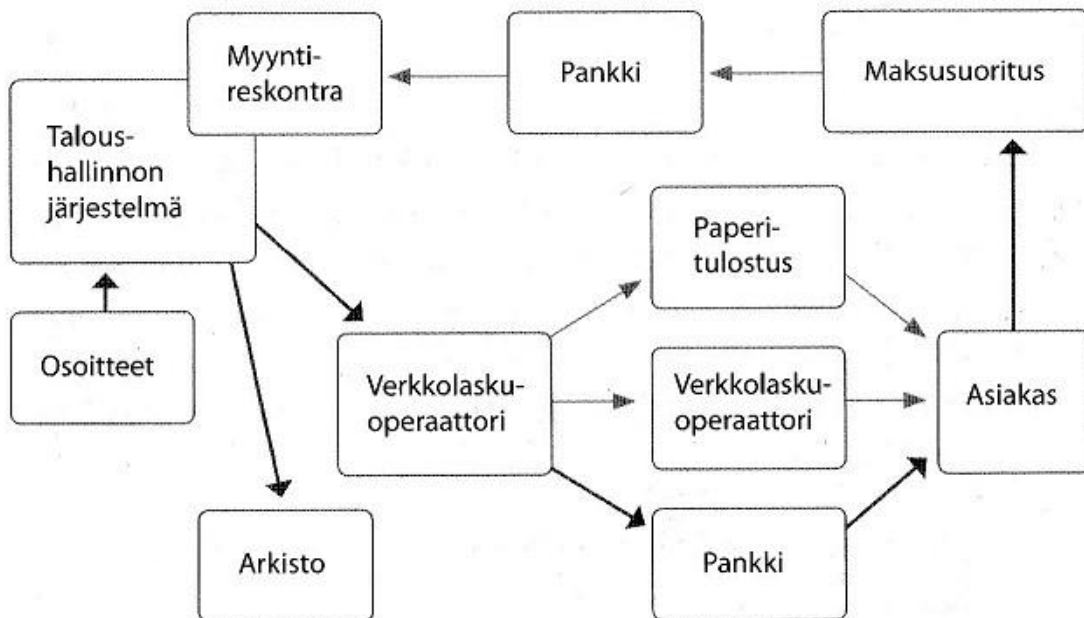 Myynti-
reskontra
Pankki
Maksusuoritus
Talous-
hallinnon
järjestelmä
Paperi-
tulostus
Osoitteet
Verkkolasku-
operaattori
Verkkolasku-
operaattori
Asiakas
Arkisto
Pankki